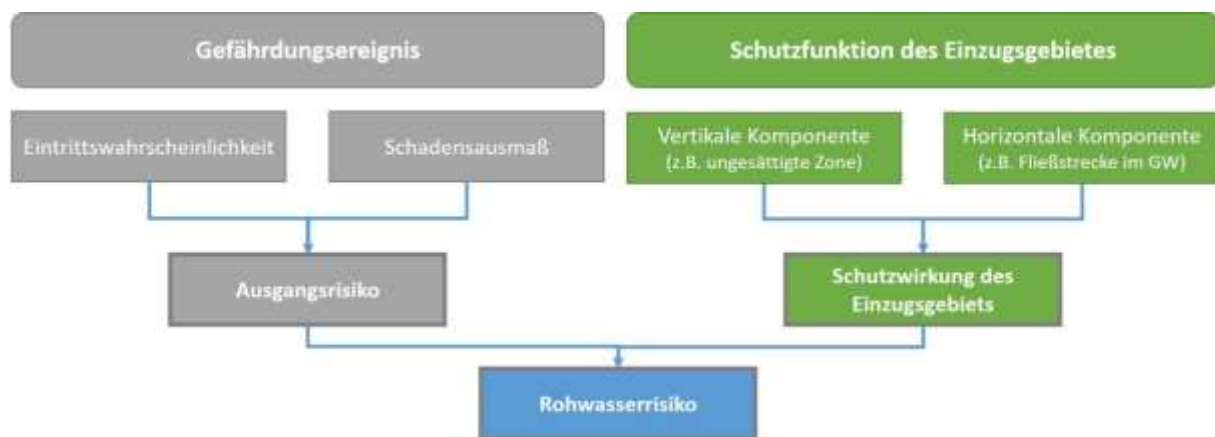 Gefährdungsereignis
Schutzfunktion des Einzugsgebietes
Eintrittswahrscheinlichkeit
Schadensausmaß
Vertikale Komponente
(z.B. ungesättigte Zone)
Horizontale Komponente
(z.B. Fließstrecke im GW)
Ausgangsrisiko
Schutzwirkung des
Einzugsgebiets
Rohwasserrisiko